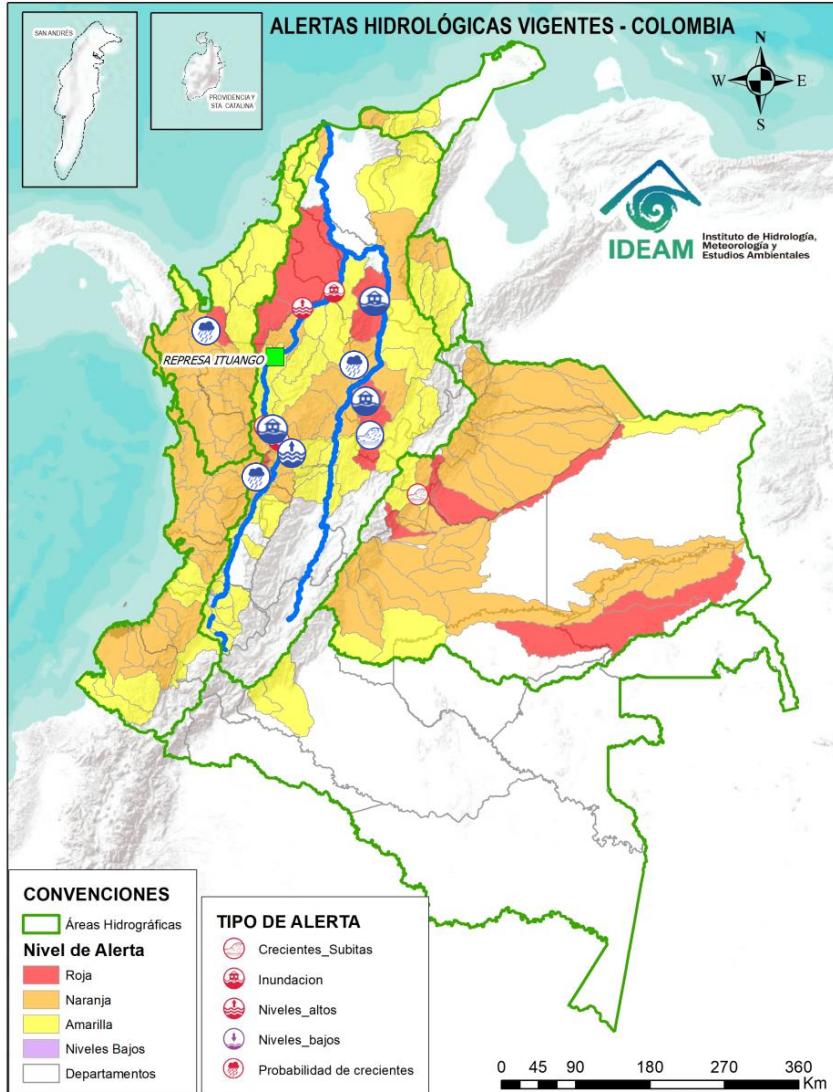 ALERTAS HIDROLÓGICAS VIGENTES - COLOMBIA
SAN ANDRÉS
PROVIDENCIA Y
STA. CATALINA
N
W
E
S
IDEAM
Instituto de Hidrología,
Meteorología y
Estudios Ambientales
REPRESA ITUANGO
CONVENCIONES
Áreas Hidrográficas
Nivel de Alerta
Roja
Naranja
Amarilla
Niveles Bajos
Departamentos
TIPO DE ALERTA
Crecientes_Subitas
Inundacion
Niveles_altos
Niveles_bajos
Probabilidad de crecientes
0 45 90 180 270 360
Km